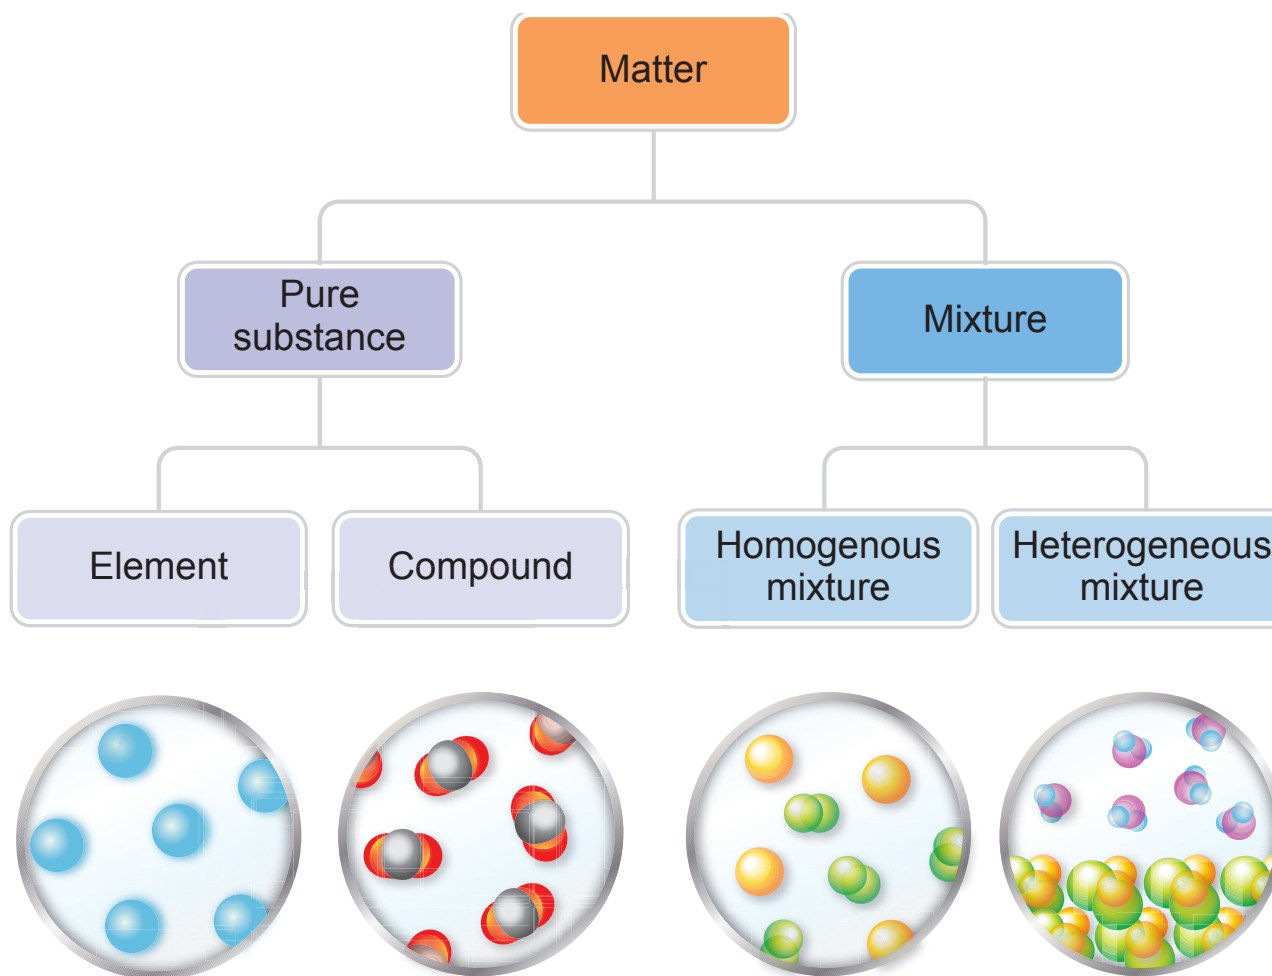 Matter
Pure
substance
Mixture
Element
Compound
Homogenous
mixture
Heterogeneous
mixture